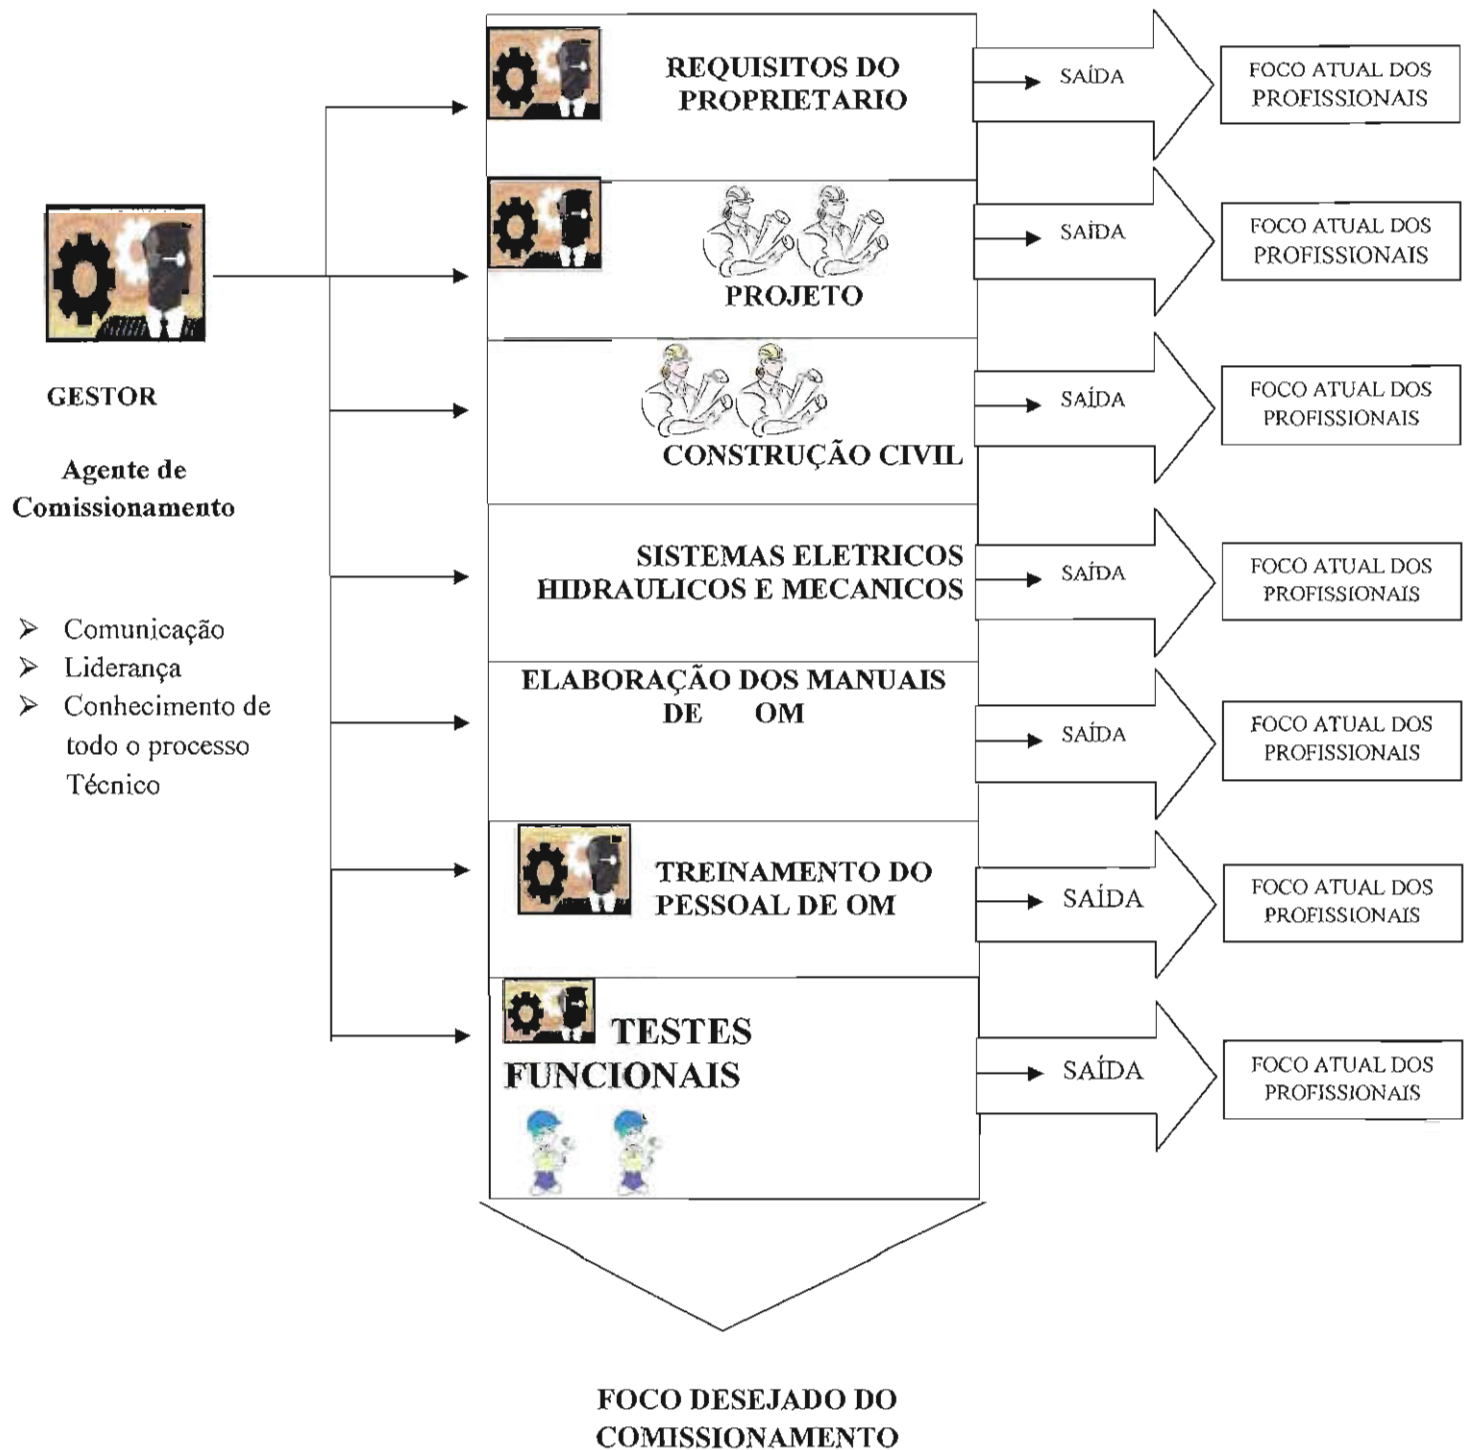 REQUISITOS DO
PROPRIETARIO
SAÍDA
FOCO ATUAL DOS
PROFISSIONAIS
PROJETO
SAÍDA
FOCO ATUAL DOS
PROFISSIONAIS
GESTOR
Agente de
Comissionamento
➢ Comunicação
➢ Liderança
➢ Conhecimento de
todo o processo
Técnico
CONSTRUÇÃO CIVIL
SAÍDA
FOCO ATUAL DOS
PROFISSIONAIS
SISTEMAS ELETRICOS
HIDRAULICOS E MECANICOS
SAÍDA
FOCO ATUAL DOS
PROFISSIONAIS
ELABORAÇÃO DOS MANUAIS
DE OM
SAÍDA
FOCO ATUAL DOS
PROFISSIONAIS
TREINAMENTO DO
PESSOAL DE OM
SAÍDA
FOCO ATUAL DOS
PROFISSIONAIS
TESTES
FUNCIONAIS
SAÍDA
FOCO ATUAL DOS
PROFISSIONAIS
FOCO DESEJADO DO
COMISSIONAMENTO